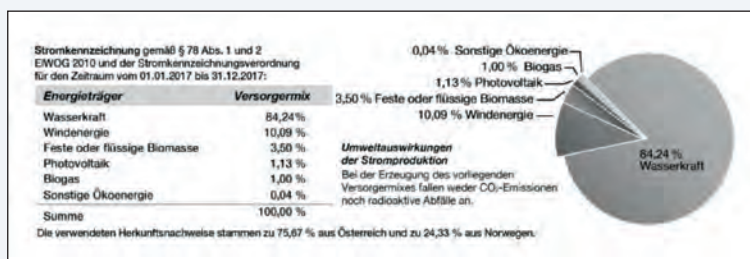 Stromkennzeichnung gemäß § 78 Abs. 1 und 2
ElWOG 2010 und der Stromkennzeichnungsverordnung
für den Zeitraum vom 01.01.2017 bis 31.12.2017:
Energieträger Versorgermix
Wasserkraft 84,24%
Windenergie 10,09 %
Feste oder flüssige Biomasse 3,50 %
Photovoltaik 1,13 %
Biogas 1,00 %
Sonstige Ökoenergie 0,04 %
Summe 100,00 %
0,04 % Sonstige Ökoenergie
1,00 % Biogas
1,13 % Photovoltaik
3,50 % Feste oder flüssige Biomasse
10,09 % Windenergie
84,24 %
Wasserkraft
Umweltauswirkungen
der Stromproduktion
Bei der Erzeugung des vorliegenden
Versorgermixes fallen weder CO₂-Emissionen
noch radioaktive Abfälle an.
Die verwendeten Herkunftsnachweise stammen zu 75,67 % aus Österreich und zu 24,33 % aus Norwegen.